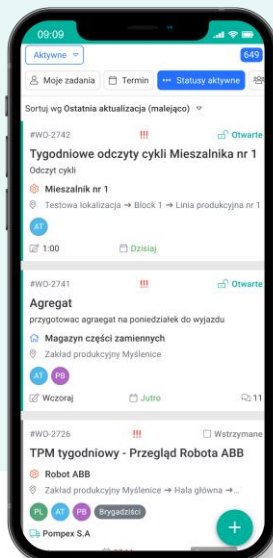 09:09
Aktywne
649
Moje zadania Termin Statusy aktywne
Sortuj wg Ostatnia aktualizacja (malejąco)
#WO-2742 !!! Otwarte
Tygodniowe odczyty cykli Mieszalnika nr 1
Odczyt cykli
Mieszalnik nr 1
Testowa lokalizacja → Block 1 → Linia produkcyjna nr 1
AT
1:00 Dzisiaj
#WO-2741 !!! Otwarte
Agregat
przygotowac agraegat na poniedziałek do wyjazdu
Magazyn części zamiennych
Zakład produkcyjny Myślenice
AT PB
Wczoraj Jutro 11
#WO-2726 !!! Wstrzymane
TPM tygodniowy - Przegląd Robota ABB
Robot ABB
Zakład produkcyjny Myślenice → Hala główna →...
PL AT PB Brygadziści
Pompex S.A
+